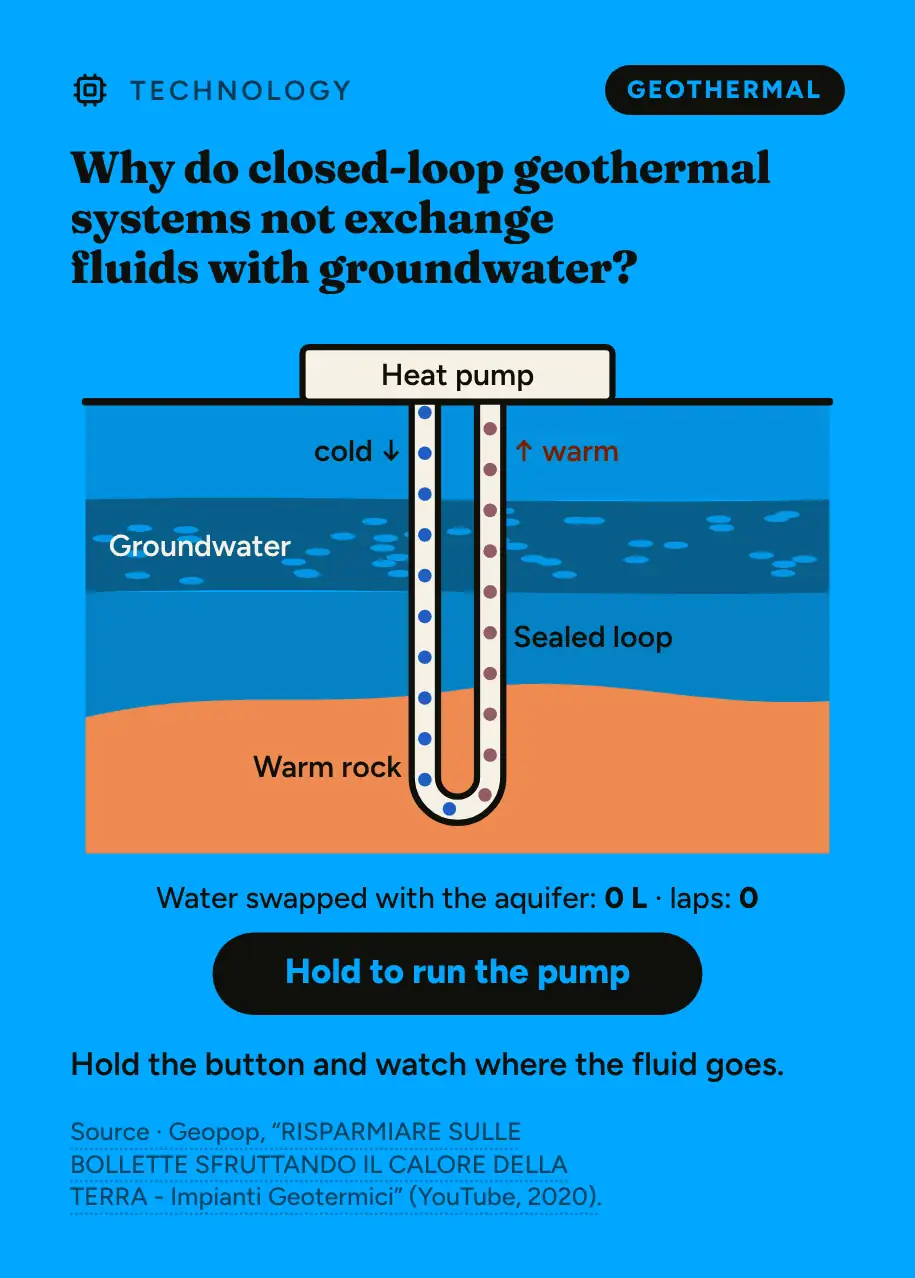 TECHNOLOGY
GEOTHERMAL
Why do closed-loop geothermal
systems not exchange
fluids with groundwater?
Heat pump
cold ↓
↑ warm
Groundwater
Sealed loop
Warm rock
Water swapped with the aquifer: 0 L · laps: 0
Hold to run the pump
Hold the button and watch where the fluid goes.
Source · Geopop, “RISPARMIARE SULLE
BOLLETTE SFRUTTANDO IL CALORE DELLA
TERRA - Impianti Geotermici” (YouTube, 2020).